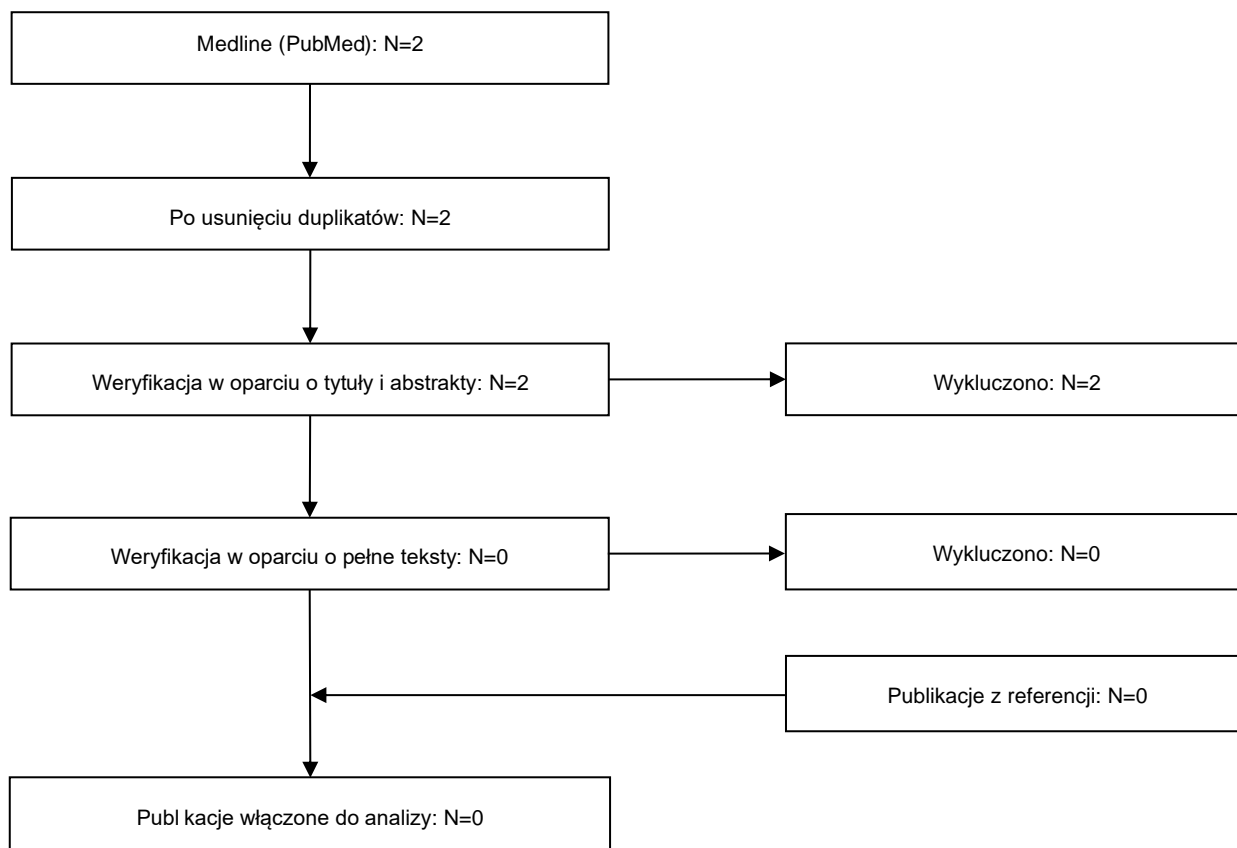 Medline (PubMed): N=2
Po usunięciu duplikatów: N=2
Weryfikacja w oparciu o tytuły i abstrakty: N=2
Wykluczono: N=2
Weryfikacja w oparciu o pełne teksty: N=0
Wykluczono: N=0
Publikacje z referencji: N=0
Publ kacje włączone do analizy: N=0